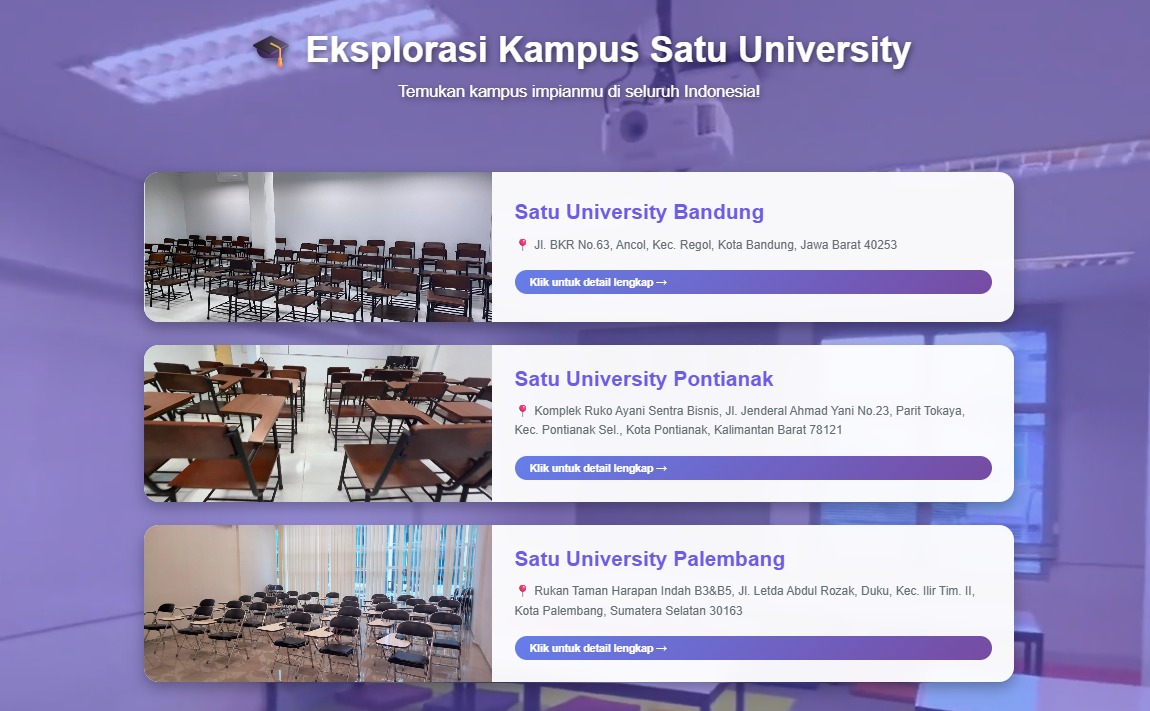 🎓 Eksplorasi Kampus Satu University
Temukan kampus impianmu di seluruh Indonesia!
Satu University Bandung
📍 Jl. BKR No.63, Ancol, Kec. Regol, Kota Bandung, Jawa Barat 40253
Klik untuk detail lengkap →
Satu University Pontianak
📍 Komplek Ruko Ayani Sentra Bisnis, Jl. Jenderal Ahmad Yani No.23, Parit Tokaya,
Kec. Pontianak Sel., Kota Pontianak, Kalimantan Barat 78121
Klik untuk detail lengkap →
Satu University Palembang
📍 Rukan Taman Harapan Indah B3&B5, Jl. Letda Abdul Rozak, Duku, Kec. Ilir Tim. II,
Kota Palembang, Sumatera Selatan 30163
Klik untuk detail lengkap →